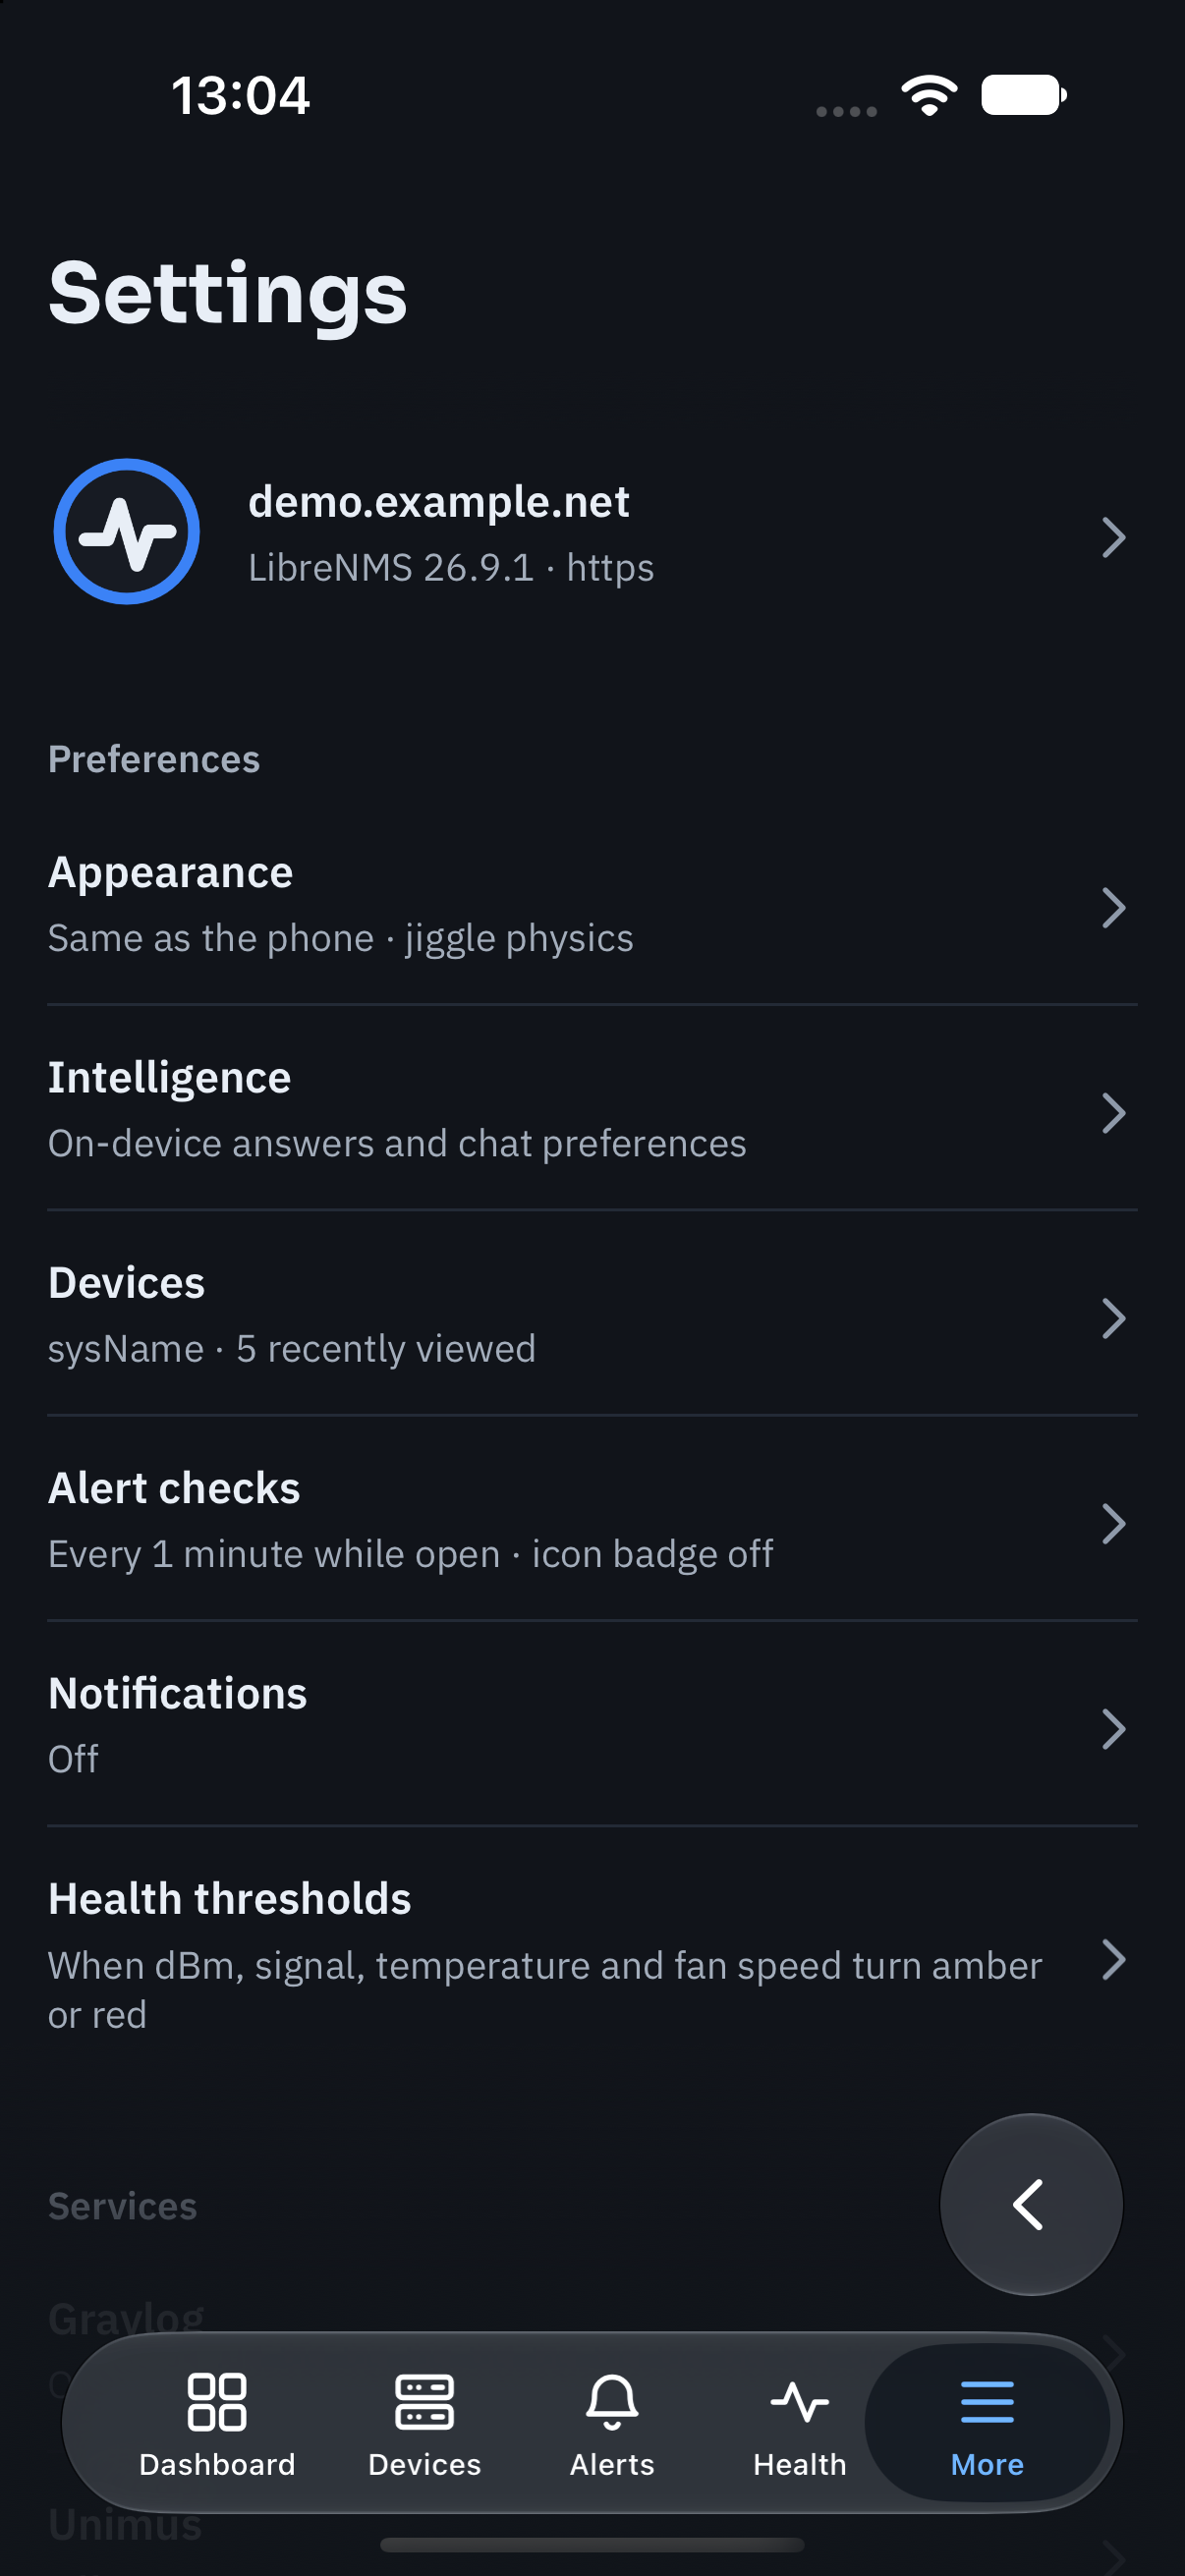 13:04
Settings
demo.example.net
LibreNMS 26.9.1 · https
Preferences
Appearance
Same as the phone · jiggle physics
Intelligence
On-device answers and chat preferences
Devices
sysName · 5 recently viewed
Alert checks
Every 1 minute while open · icon badge off
Notifications
Off
Health thresholds
When dBm, signal, temperature and fan speed turn amber
or red
Services
Graylog
Dashboard
Devices
Alerts
Health
More
Unimus